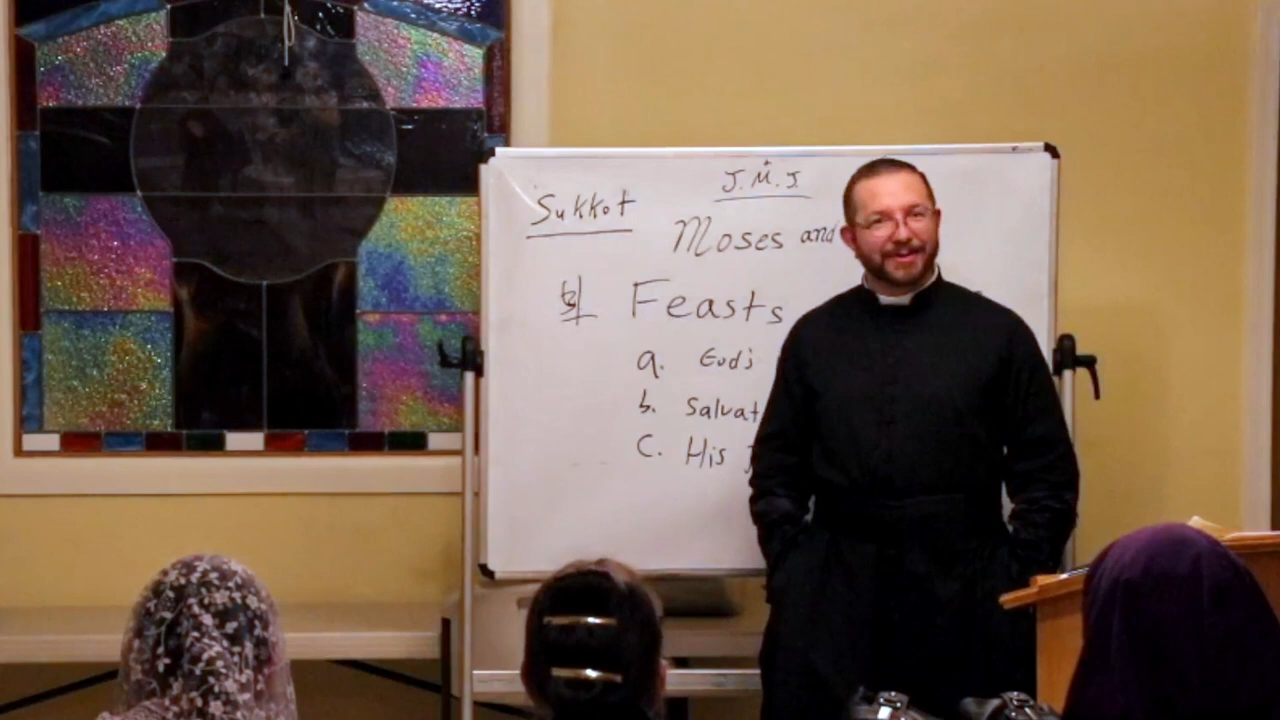 J.M.J.
Sukkot
Moses and
Feasts
a. God's
b. Salvat
C. His